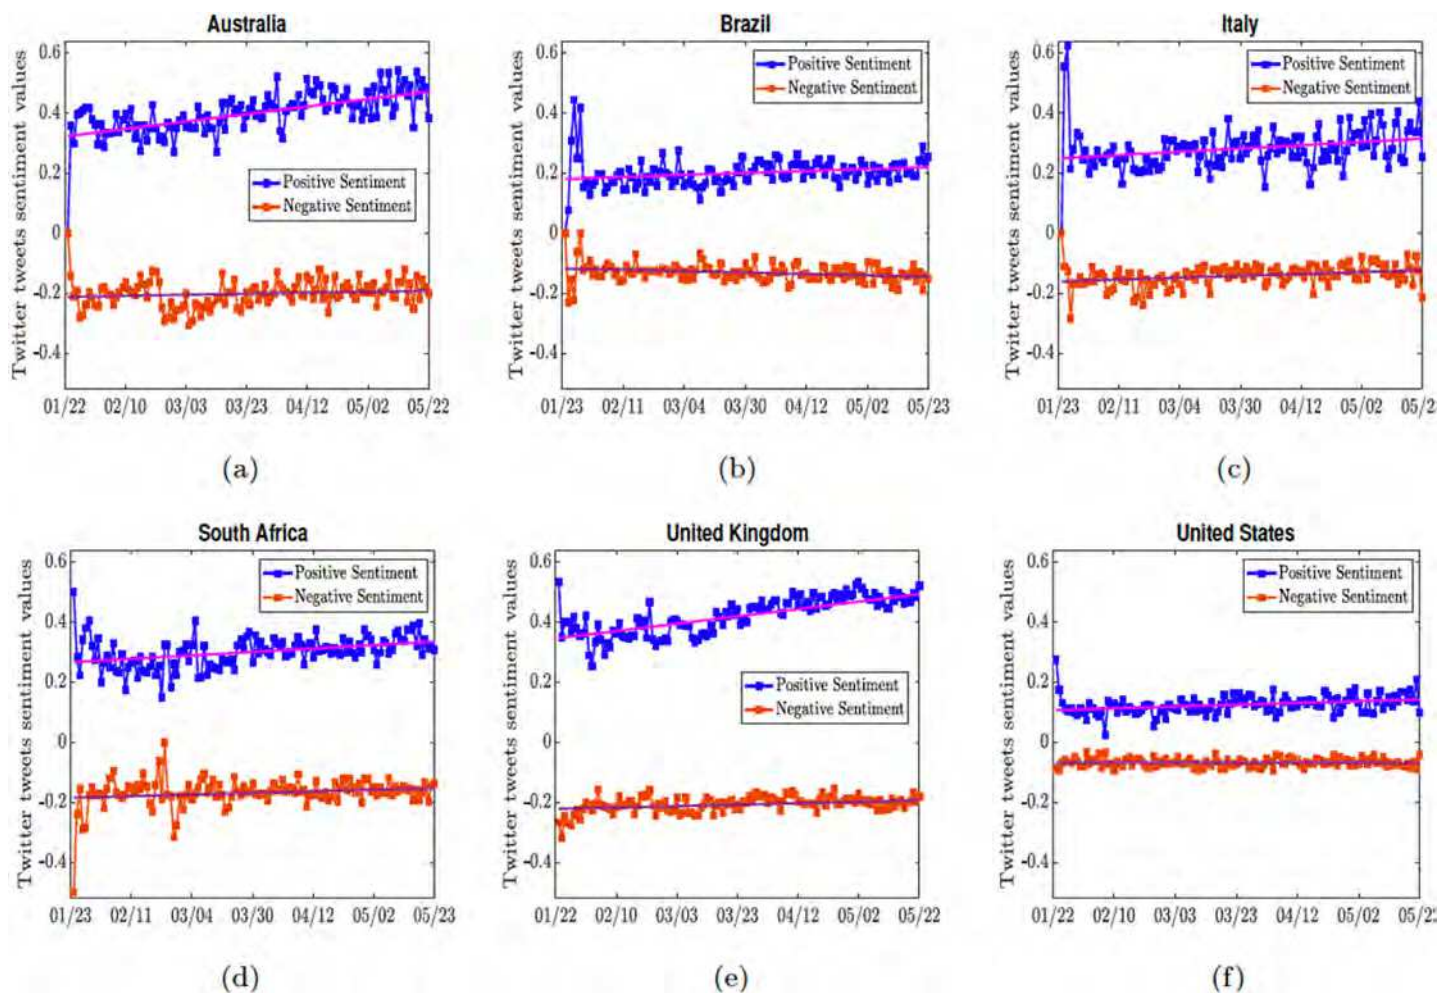 Australia
Brazil
Italy
Twitter tweets sentiment values
0.6
0.4
0.2
0
-0.2
-0.4
Positive Sentiment
Negative Sentiment
01/22 02/10 03/03 03/23 04/12 05/02 05/22
(a)
Twitter tweets sentiment values
0.6
0.4
0.2
0
-0.2
-0.4
Positive Sentiment
Negative Sentiment
01/23 02/11 03/04 03/30 04/12 05/02 05/23
(b)
Twitter tweets sentiment values
0.6
0.4
0.2
0
-0.2
-0.4
Positive Sentiment
Negative Sentiment
01/23 02/11 03/04 03/30 04/12 05/02 05/23
(c)
South Africa
United Kingdom
United States
Twitter tweets sentiment values
0.6
0.4
0.2
0
-0.2
-0.4
Positive Sentiment
Negative Sentiment
01/23 02/11 03/04 03/30 04/12 05/02 05/23
(d)
Twitter tweets sentiment values
0.6
0.4
0.2
0
-0.2
-0.4
Positive Sentiment
Negative Sentiment
01/22 02/10 03/03 03/23 04/12 05/02 05/22
(e)
Twitter tweets sentiment values
0.6
0.4
0.2
0
-0.2
-0.4
Positive Sentiment
Negative Sentiment
01/22 02/10 03/03 03/23 04/12 05/02 05/22
(f)